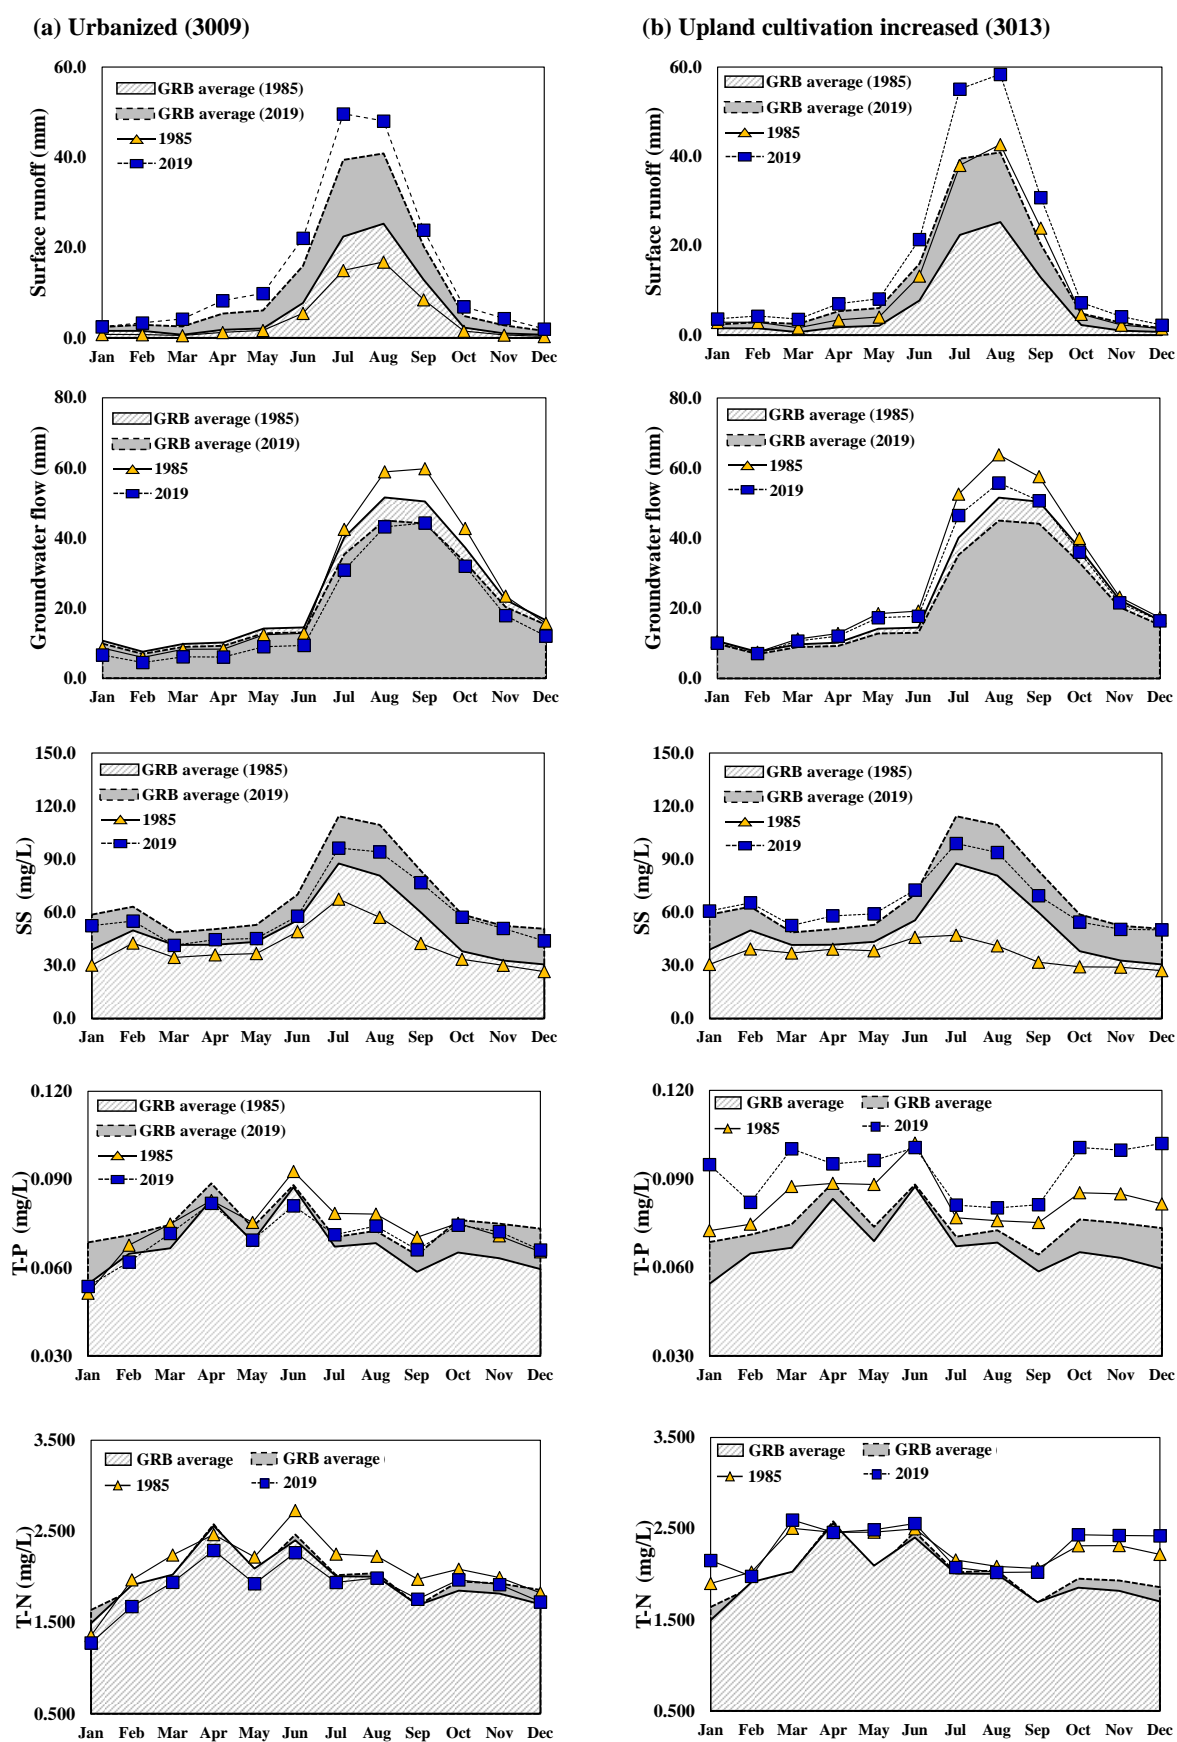 (a) Urbanized (3009)
(b) Upland cultivation increased (3013)
Surface runoff (mm)
60.0
40.0
20.0
0.0
GRB average (1985)
GRB average (2019)
1985
2019
Jan Feb Mar Apr May Jun Jul Aug Sep Oct Nov Dec
Surface runoff (mm)
60.0
40.0
20.0
0.0
GRB average (1985)
GRB average (2019)
1985
2019
Jan Feb Mar Apr May Jun Jul Aug Sep Oct Nov Dec
Groundwater flow (mm)
80.0
60.0
40.0
20.0
0.0
GRB average (1985)
GRB average (2019)
1985
2019
Jan Feb Mar Apr May Jun Jul Aug Sep Oct Nov Dec
Groundwater flow (mm)
80.0
60.0
40.0
20.0
0.0
GRB average (1985)
GRB average (2019)
1985
2019
Jan Feb Mar Apr May Jun Jul Aug Sep Oct Nov Dec
SS (mg/L)
150.0
120.0
90.0
60.0
30.0
0.0
GRB average (1985)
GRB average (2019)
1985
2019
Jan Feb Mar Apr May Jun Jul Aug Sep Oct Nov Dec
SS (mg/L)
150.0
120.0
90.0
60.0
30.0
0.0
GRB average (1985)
GRB average (2019)
1985
2019
Jan Feb Mar Apr May Jun Jul Aug Sep Oct Nov Dec
T-P (mg/L)
0.120
0.090
0.060
0.030
GRB average (1985)
GRB average (2019)
1985
2019
Jan Feb Mar Apr May Jun Jul Aug Sep Oct Nov Dec
T-P (mg/L)
0.120
0.090
0.060
0.030
GRB average GRB average
1985 2019
Jan Feb Mar Apr May Jun Jul Aug Sep Oct Nov Dec
T-N (mg/L)
3.500
2.500
1.500
0.500
GRB average GRB average (
1985 2019
Jan Feb Mar Apr May Jun Jul Aug Sep Oct Nov Dec
T-N (mg/L)
3.500
2.500
1.500
0.500
GRB average GRB average (
1985 2019
Jan Feb Mar Apr May Jun Jul Aug Sep Oct Nov Dec